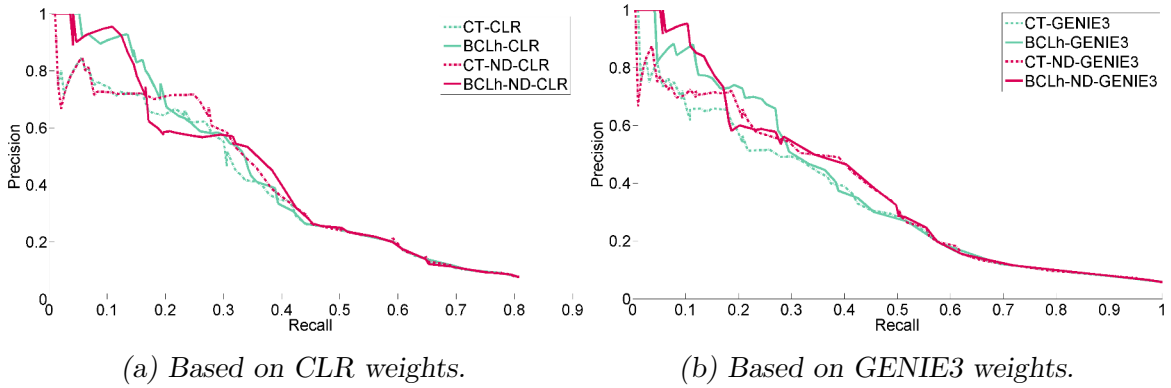 1
0.8
0.6
0.4
0.2
0
Precision
0 0.1 0.2 0.3 0.4 0.5 0.6 0.7 0.8 0.9
Recall
CT-CLR
BCLh-CLR
CT-ND-CLR
BCLh-ND-CLR
(a) Based on CLR weights.
1
0.8
0.6
0.4
0.2
0
Precision
0 0.1 0.2 0.3 0.4 0.5 0.6 0.7 0.8 0.9 1
Recall
CT-GENIE3
BCLh-GENIE3
CT-ND-GENIE3
BCLh-ND-GENIE3
(b) Based on GENIE3 weights.